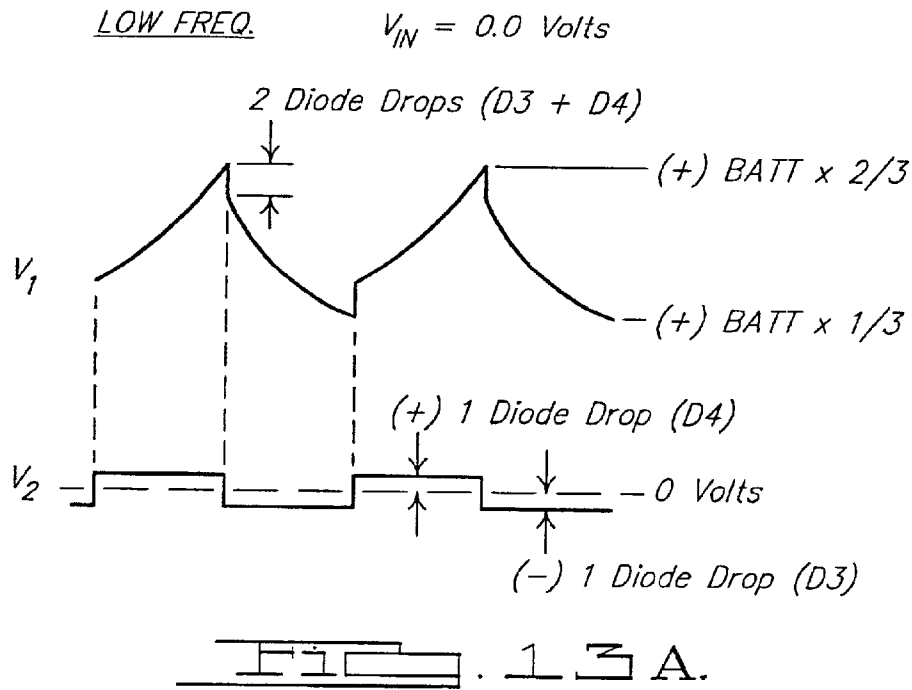 LOW FREQ. V_IN = 0.0 Volts
2 Diode Drops (D3 + D4)
(+) BATT x 2/3
V_1
(+) BATT x 1/3
(+) 1 Diode Drop (D4)
V_2
0 Volts
(-) 1 Diode Drop (D3)
FIG. 13A.